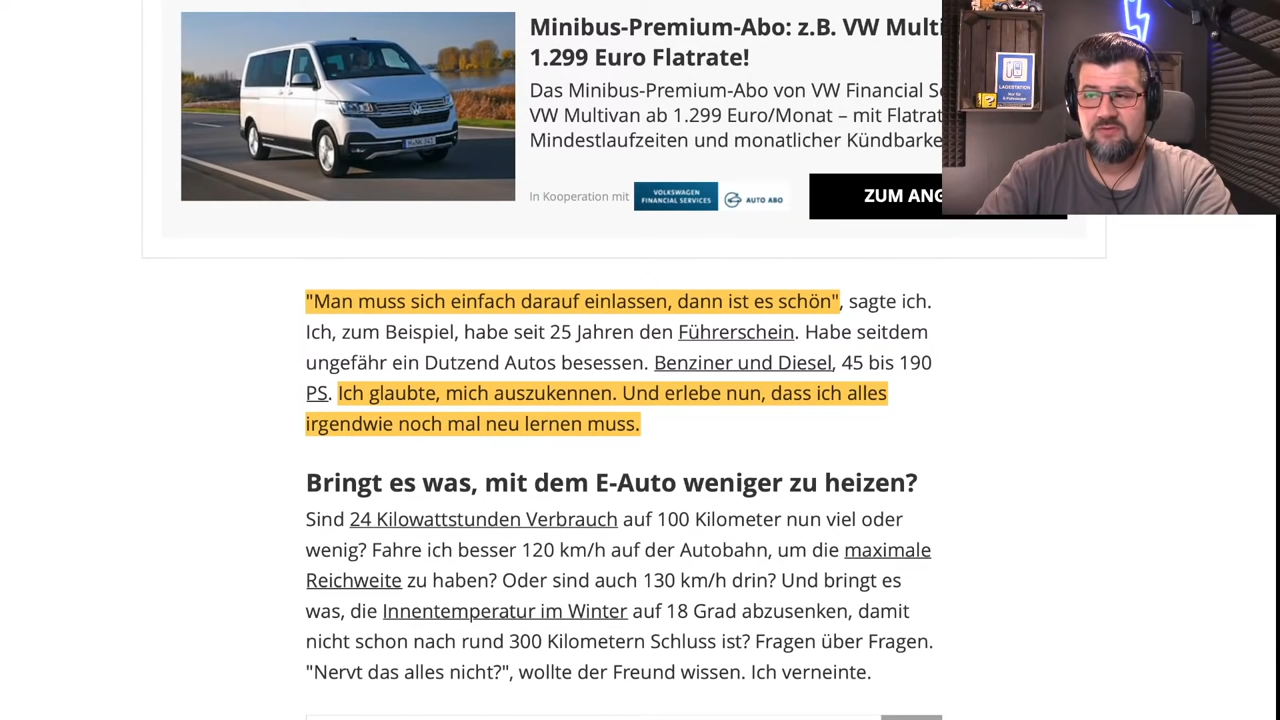 Minibus-Premium-Abo: z.B. VW Multi
1.299 Euro Flatrate!
Das Minibus-Premium-Abo von VW Financial Se
VW Multivan ab 1.299 Euro/Monat – mit Flatrat
Mindestlaufzeiten und monatlicher Kündbarke
In Kooperation mit
VOLKSWAGEN
FINANCIAL SERVICES
AUTO ABO
ZUM ANG
LADESTATION
Nur für
E-Fahrzeuge
"Man muss sich einfach darauf einlassen, dann ist es schön", sagte ich.
Ich, zum Beispiel, habe seit 25 Jahren den Führerschein. Habe seitdem
ungefähr ein Dutzend Autos besessen. Benziner und Diesel, 45 bis 190
PS. Ich glaubte, mich auszukennen. Und erlebe nun, dass ich alles
irgendwie noch mal neu lernen muss.
Bringt es was, mit dem E-Auto weniger zu heizen?
Sind 24 Kilowattstunden Verbrauch auf 100 Kilometer nun viel oder
wenig? Fahre ich besser 120 km/h auf der Autobahn, um die maximale
Reichweite zu haben? Oder sind auch 130 km/h drin? Und bringt es
was, die Innentemperatur im Winter auf 18 Grad abzusenken, damit
nicht schon nach rund 300 Kilometern Schluss ist? Fragen über Fragen.
"Nervt das alles nicht?", wollte der Freund wissen. Ich verneinte.